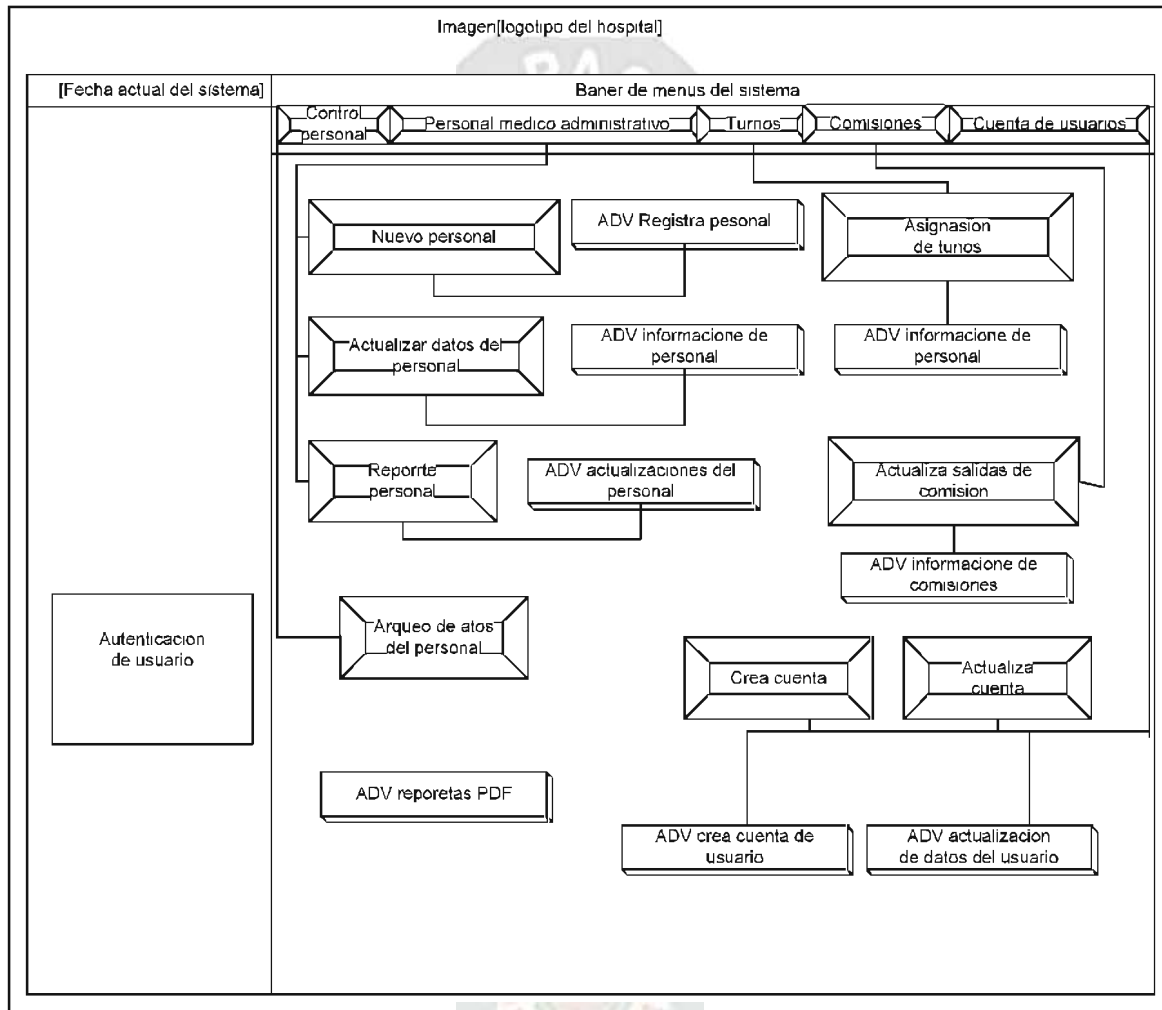 Imagen[logotipo del hospital]
[Fecha actual del sistema]
Baner de menus del sistema
Control
personal
Personal medico administrativo
Turnos
Comisiones
Cuenta de usuarios
Nuevo personal
ADV Registra pesonal
Asignasion
de tunos
Actualizar datos del
personal
ADV informacione de
personal
ADV informacione de
personal
Reporrte
personal
ADV actualizaciones del
personal
Actualiza salidas de
comision
ADV informacione de
comisiones
Autenticacion
de usuario
Arqueo de atos
del personal
Crea cuenta
Actualiza
cuenta
ADV reporetas PDF
ADV crea cuenta de
usuario
ADV actualizacion
de datos del usuario